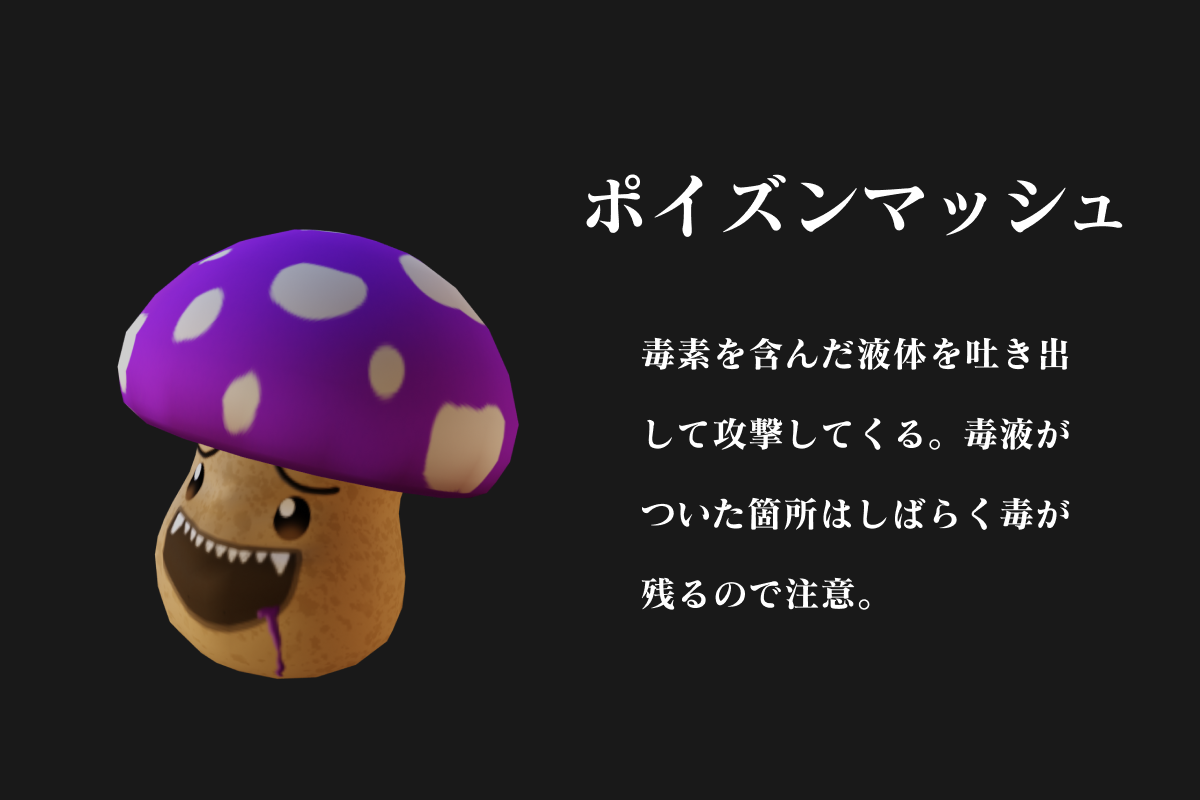 ポイズンマッシュ
毒素を含んだ液体を吐き出
して攻撃してくる。毒液が
ついた箇所はしばらく毒が
残るので注意。